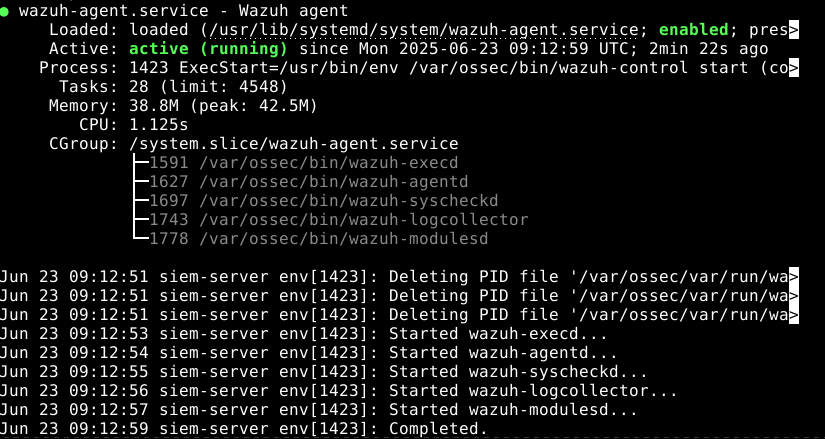 ● wazuh-agent.service - Wazuh agent
     Loaded: loaded (/usr/lib/systemd/system/wazuh-agent.service; enabled; pres>
     Active: active (running) since Mon 2025-06-23 09:12:59 UTC; 2min 22s ago
    Process: 1423 ExecStart=/usr/bin/env /var/ossec/bin/wazuh-control start (co>
      Tasks: 28 (limit: 4548)
     Memory: 38.8M (peak: 42.5M)
        CPU: 1.125s
     CGroup: /system.slice/wazuh-agent.service
             ├─1591 /var/ossec/bin/wazuh-execd
             ├─1627 /var/ossec/bin/wazuh-agentd
             ├─1697 /var/ossec/bin/wazuh-syscheckd
             ├─1743 /var/ossec/bin/wazuh-logcollector
             └─1778 /var/ossec/bin/wazuh-modulesd

Jun 23 09:12:51 siem-server env[1423]: Deleting PID file '/var/ossec/var/run/wa>
Jun 23 09:12:51 siem-server env[1423]: Deleting PID file '/var/ossec/var/run/wa>
Jun 23 09:12:51 siem-server env[1423]: Deleting PID file '/var/ossec/var/run/wa>
Jun 23 09:12:53 siem-server env[1423]: Started wazuh-execd...
Jun 23 09:12:54 siem-server env[1423]: Started wazuh-agentd...
Jun 23 09:12:55 siem-server env[1423]: Started wazuh-syscheckd...
Jun 23 09:12:56 siem-server env[1423]: Started wazuh-logcollector...
Jun 23 09:12:57 siem-server env[1423]: Started wazuh-modulesd...
Jun 23 09:12:59 siem-server env[1423]: Completed.